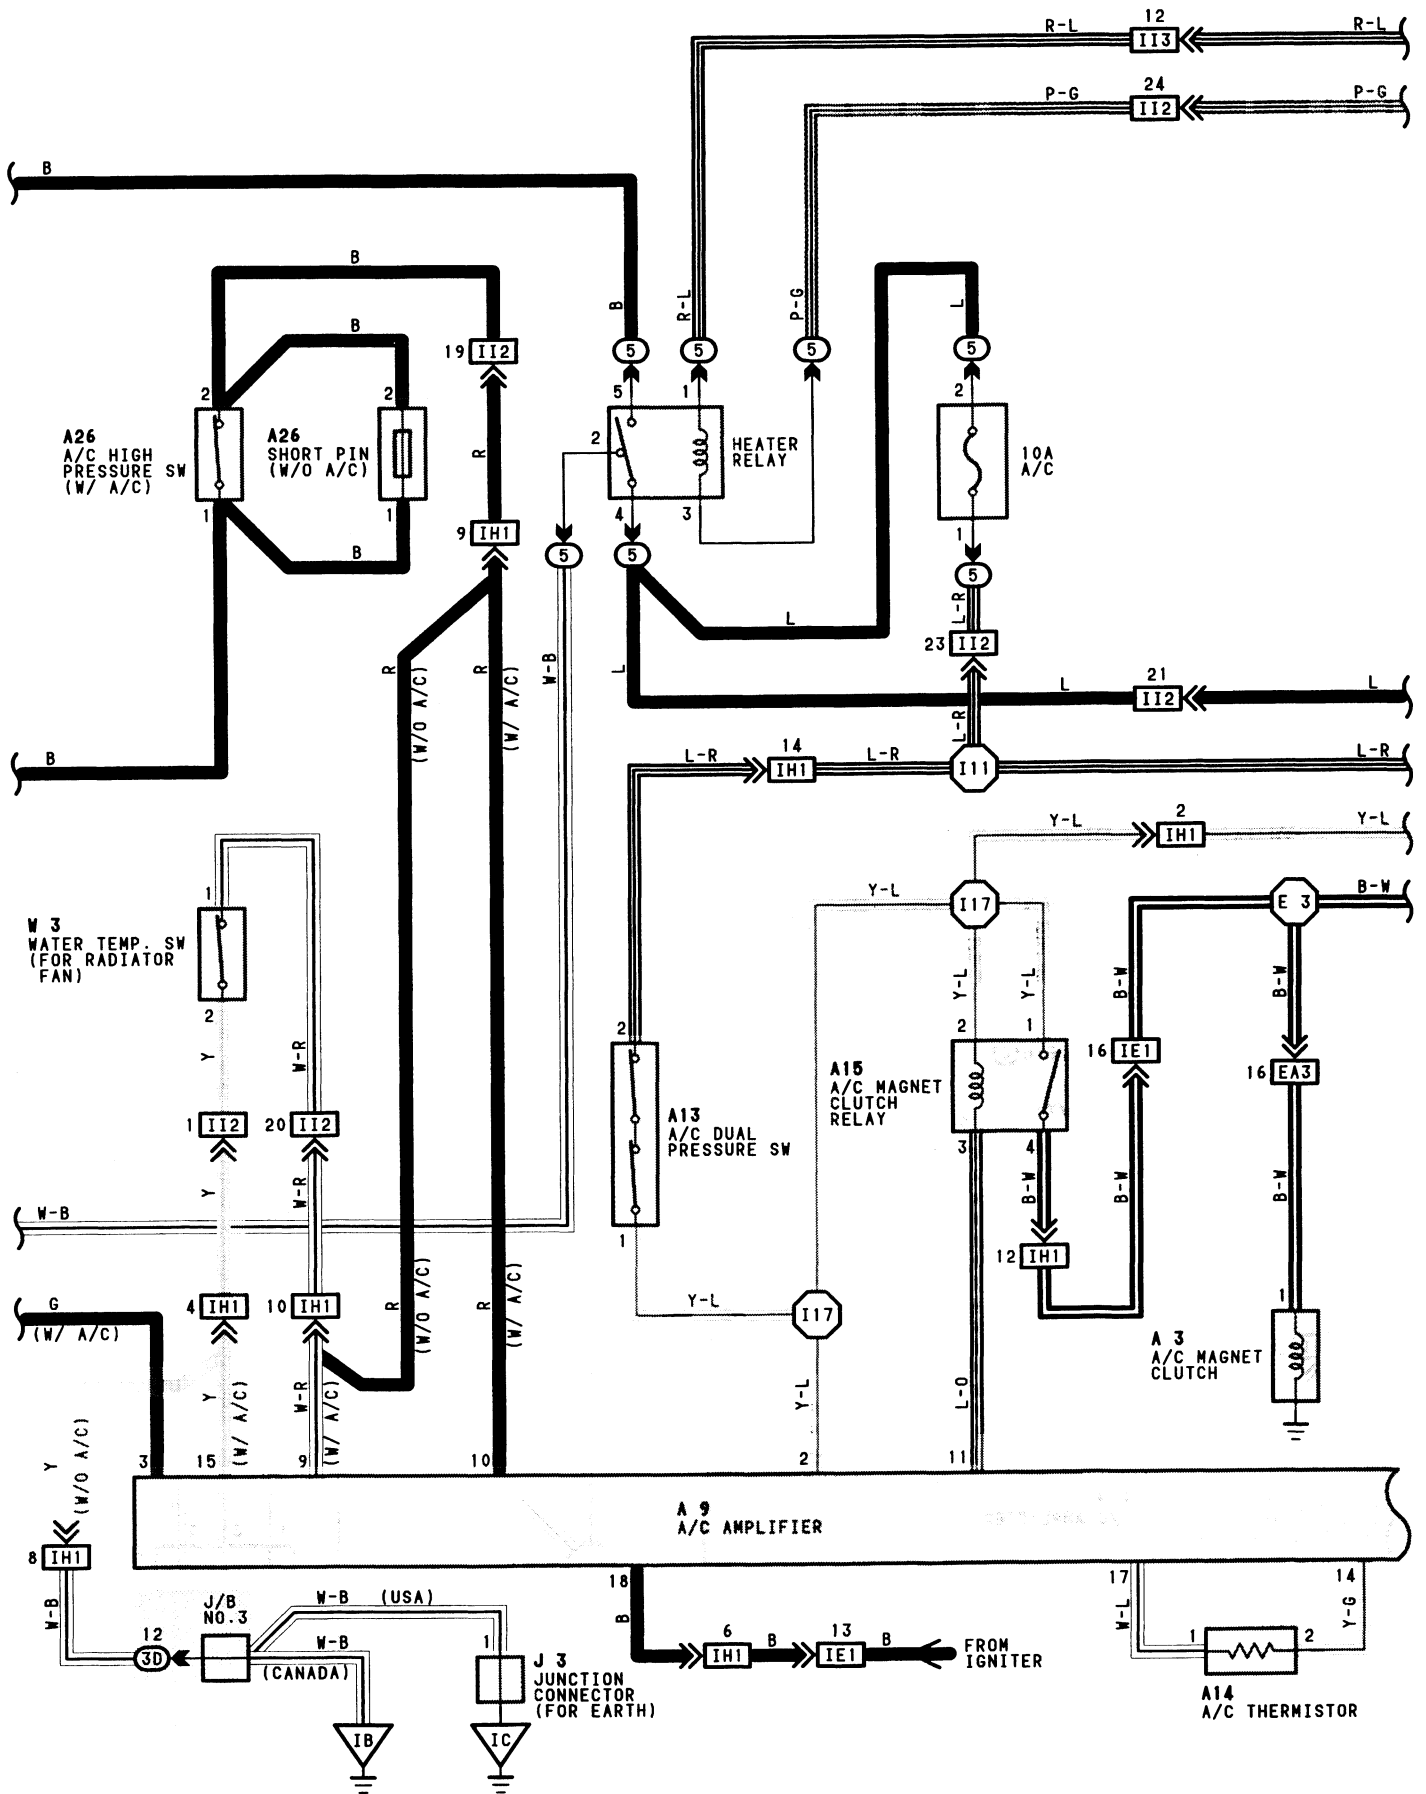 12
R-L
II3
R-L
24
P-G
II2
P-G
B
B
B
R-L
P-G
L
B
19 II2
5
5
5
5
2
2
5
1
2
A26
A/C HIGH
PRESSURE SW
(W/ A/C)
A26
SHORT PIN
(W/O A/C)
R
2
HEATER
RELAY
10A
A/C
1
1
4
3
1
9 IH1
B
5
5
5
L-R
L
23 II2
R
(W/O A/C)
R
(W/ A/C)
W-B
L
21
L
II2
L
L-R
B
14
L-R
IH1
L-R
I11
L-R
2
Y-L
IH1
Y-L
1
Y-L
I17
E 3
B-W
W 3
WATER TEMP. SW
(FOR RADIATOR
FAN)
Y-L
Y-L
B-W
B-W
2
2
2
1
Y
W-R
16 IE1
16 EA3
A15
A/C MAGNET
CLUTCH
RELAY
1 II2
20 II2
A13
A/C DUAL
PRESSURE SW
3
4
Y
W-R
B-W
B-W
B-W
W-B
1
12 IH1
R
(W/O A/C)
R
(W/ A/C)
G
(W/ A/C)
4 IH1
10 IH1
Y-L
I17
1
A 3
A/C MAGNET
CLUTCH
Y
(W/ A/C)
W-R
(W/ A/C)
Y-L
L-O
Y
(W/O A/C)
3
15
9
10
2
11
A 9
A/C AMPLIFIER
8 IH1
18
17
14
W-B
J/B
NO.3
W-B
(USA)
B
W-L
Y-G
12
3D
W-B
(CANADA)
1
6
IH1
B
13
IE1
B
FROM
IGNITER
1
2
J 3
JUNCTION
CONNECTOR
(FOR EARTH)
A14
A/C THERMISTOR
IB
IC